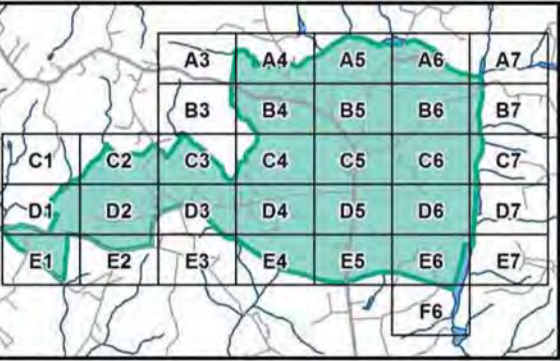 A3 A4 A5 A6 A7
B3 B4 B5 B6 B7
C1 C2 C3 C4 C5 C6 C7
D1 D2 D3 D4 D5 D6 D7
E1 E2 E3 E4 E5 E6 E7
F6